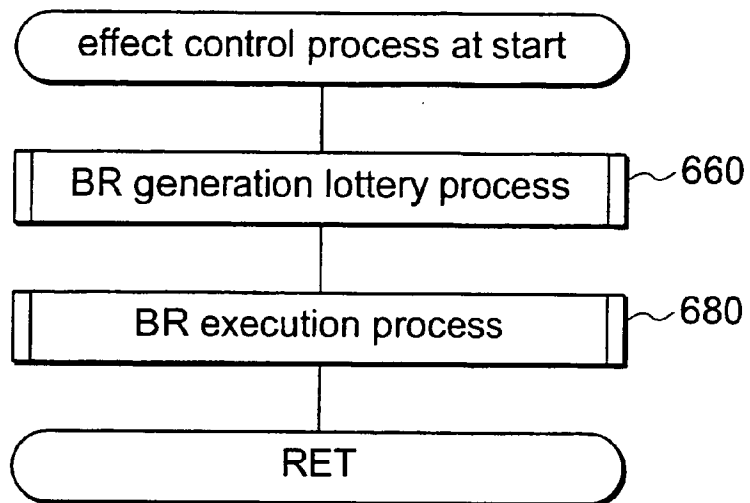 effect control process at start
BR generation lottery process
660
BR execution process
680
RET